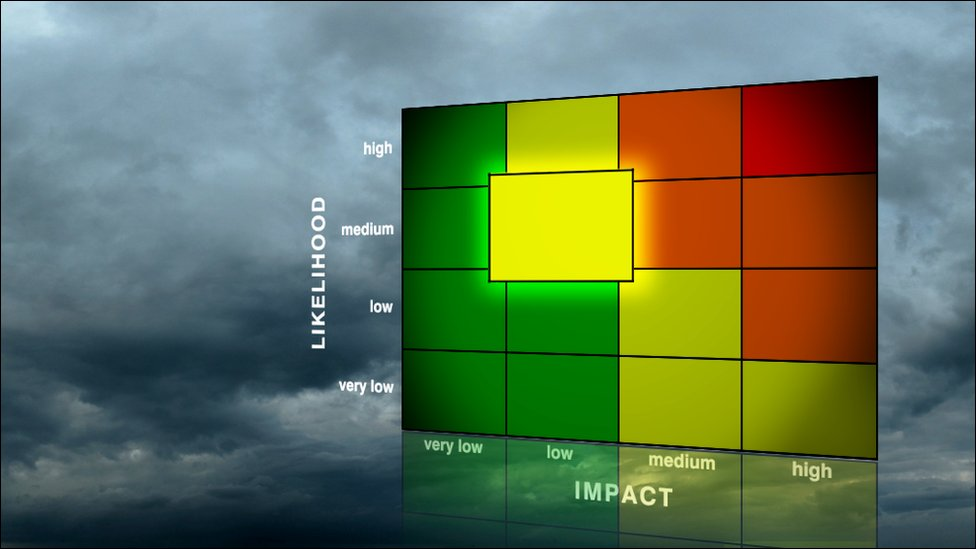 LIKELIHOOD
high
medium
low
very low
very low
low
medium
high
IMPACT